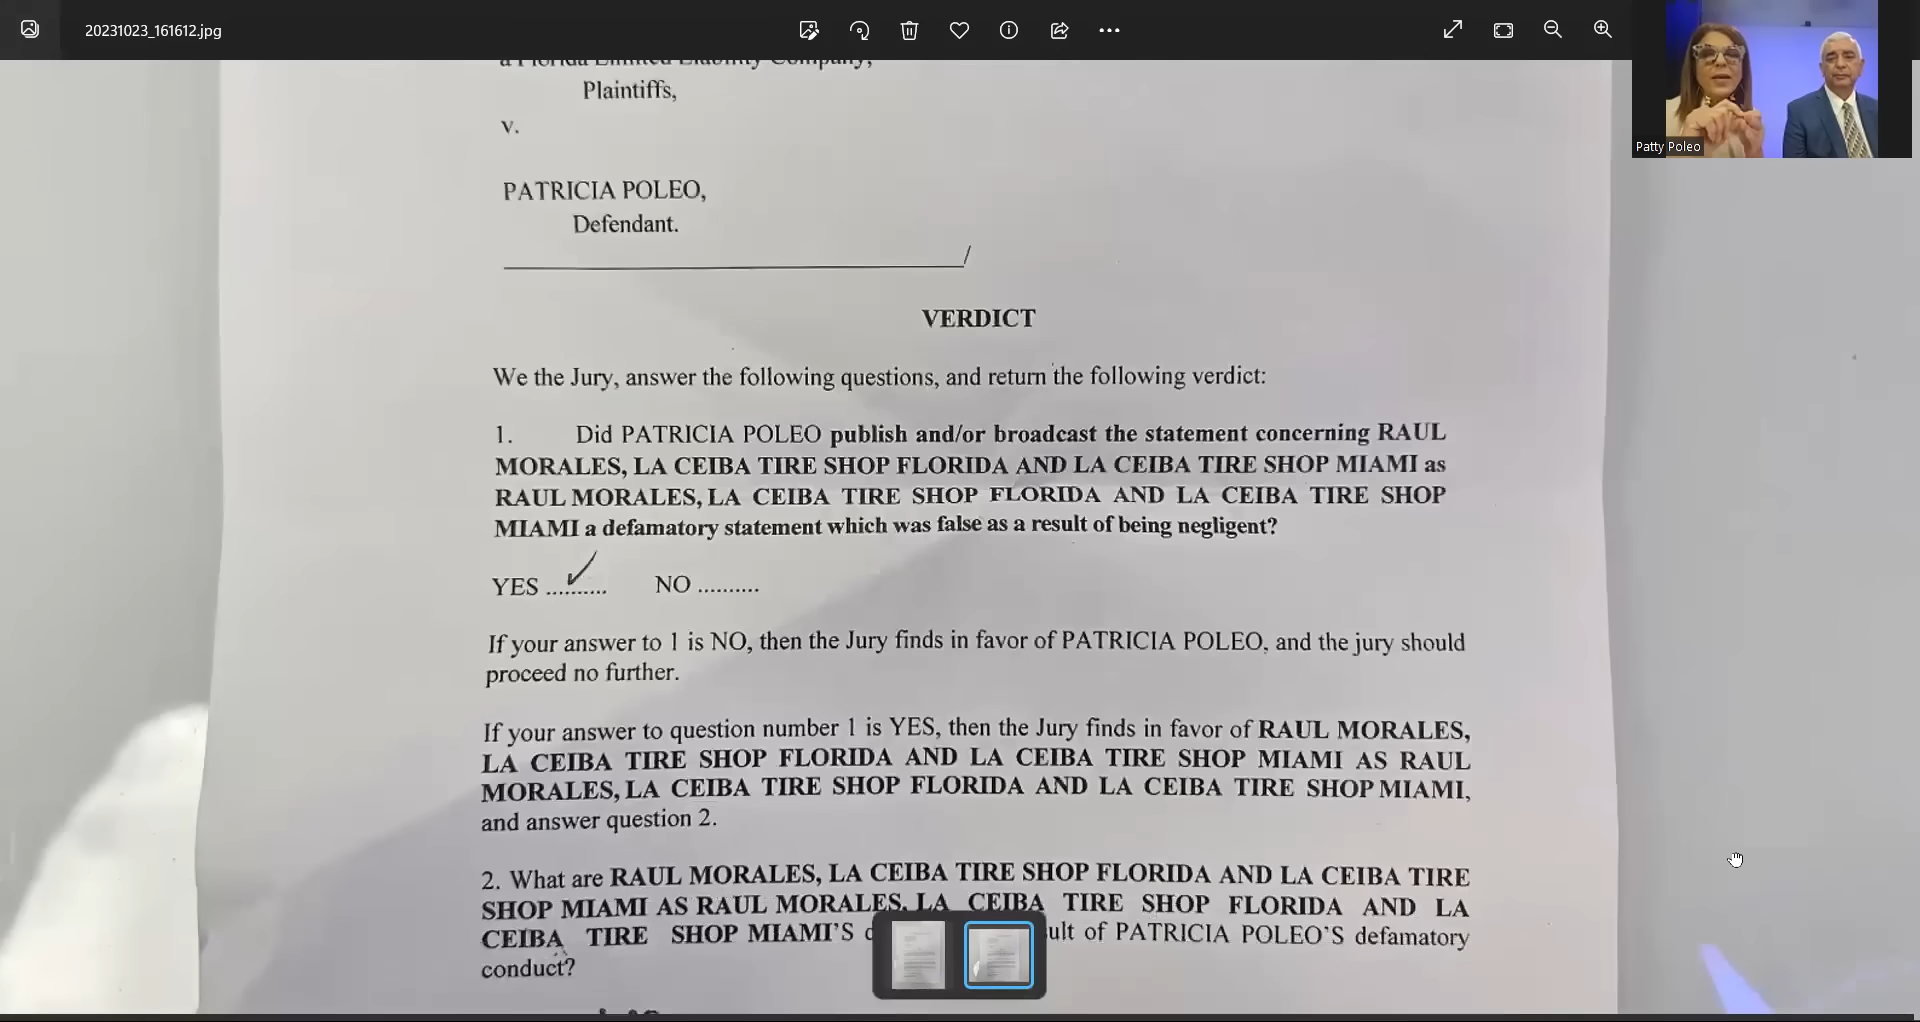 20231023_161612.jpg
Patty Poleo
a Florida Limited Liability Company,
Plaintiffs,
v.
PATRICIA POLEO,
Defendant.
/
VERDICT
We the Jury, answer the following questions, and return the following verdict:
1. Did PATRICIA POLEO publish and/or broadcast the statement concerning RAUL
MORALES, LA CEIBA TIRE SHOP FLORIDA AND LA CEIBA TIRE SHOP MIAMI as
RAUL MORALES, LA CEIBA TIRE SHOP FLORIDA AND LA CEIBA TIRE SHOP
MIAMI a defamatory statement which was false as a result of being negligent?
YES .......... NO ..........
If your answer to 1 is NO, then the Jury finds in favor of PATRICIA POLEO, and the jury should
proceed no further.
If your answer to question number 1 is YES, then the Jury finds in favor of RAUL MORALES,
LA CEIBA TIRE SHOP FLORIDA AND LA CEIBA TIRE SHOP MIAMI AS RAUL
MORALES, LA CEIBA TIRE SHOP FLORIDA AND LA CEIBA TIRE SHOP MIAMI,
and answer question 2.
2. What are RAUL MORALES, LA CEIBA TIRE SHOP FLORIDA AND LA CEIBA TIRE
SHOP MIAMI AS RAUL MORALES, LA CEIBA TIRE SHOP FLORIDA AND LA
CEIBA TIRE SHOP MIAMI'S of PATRICIA POLEO'S defamatory
conduct?